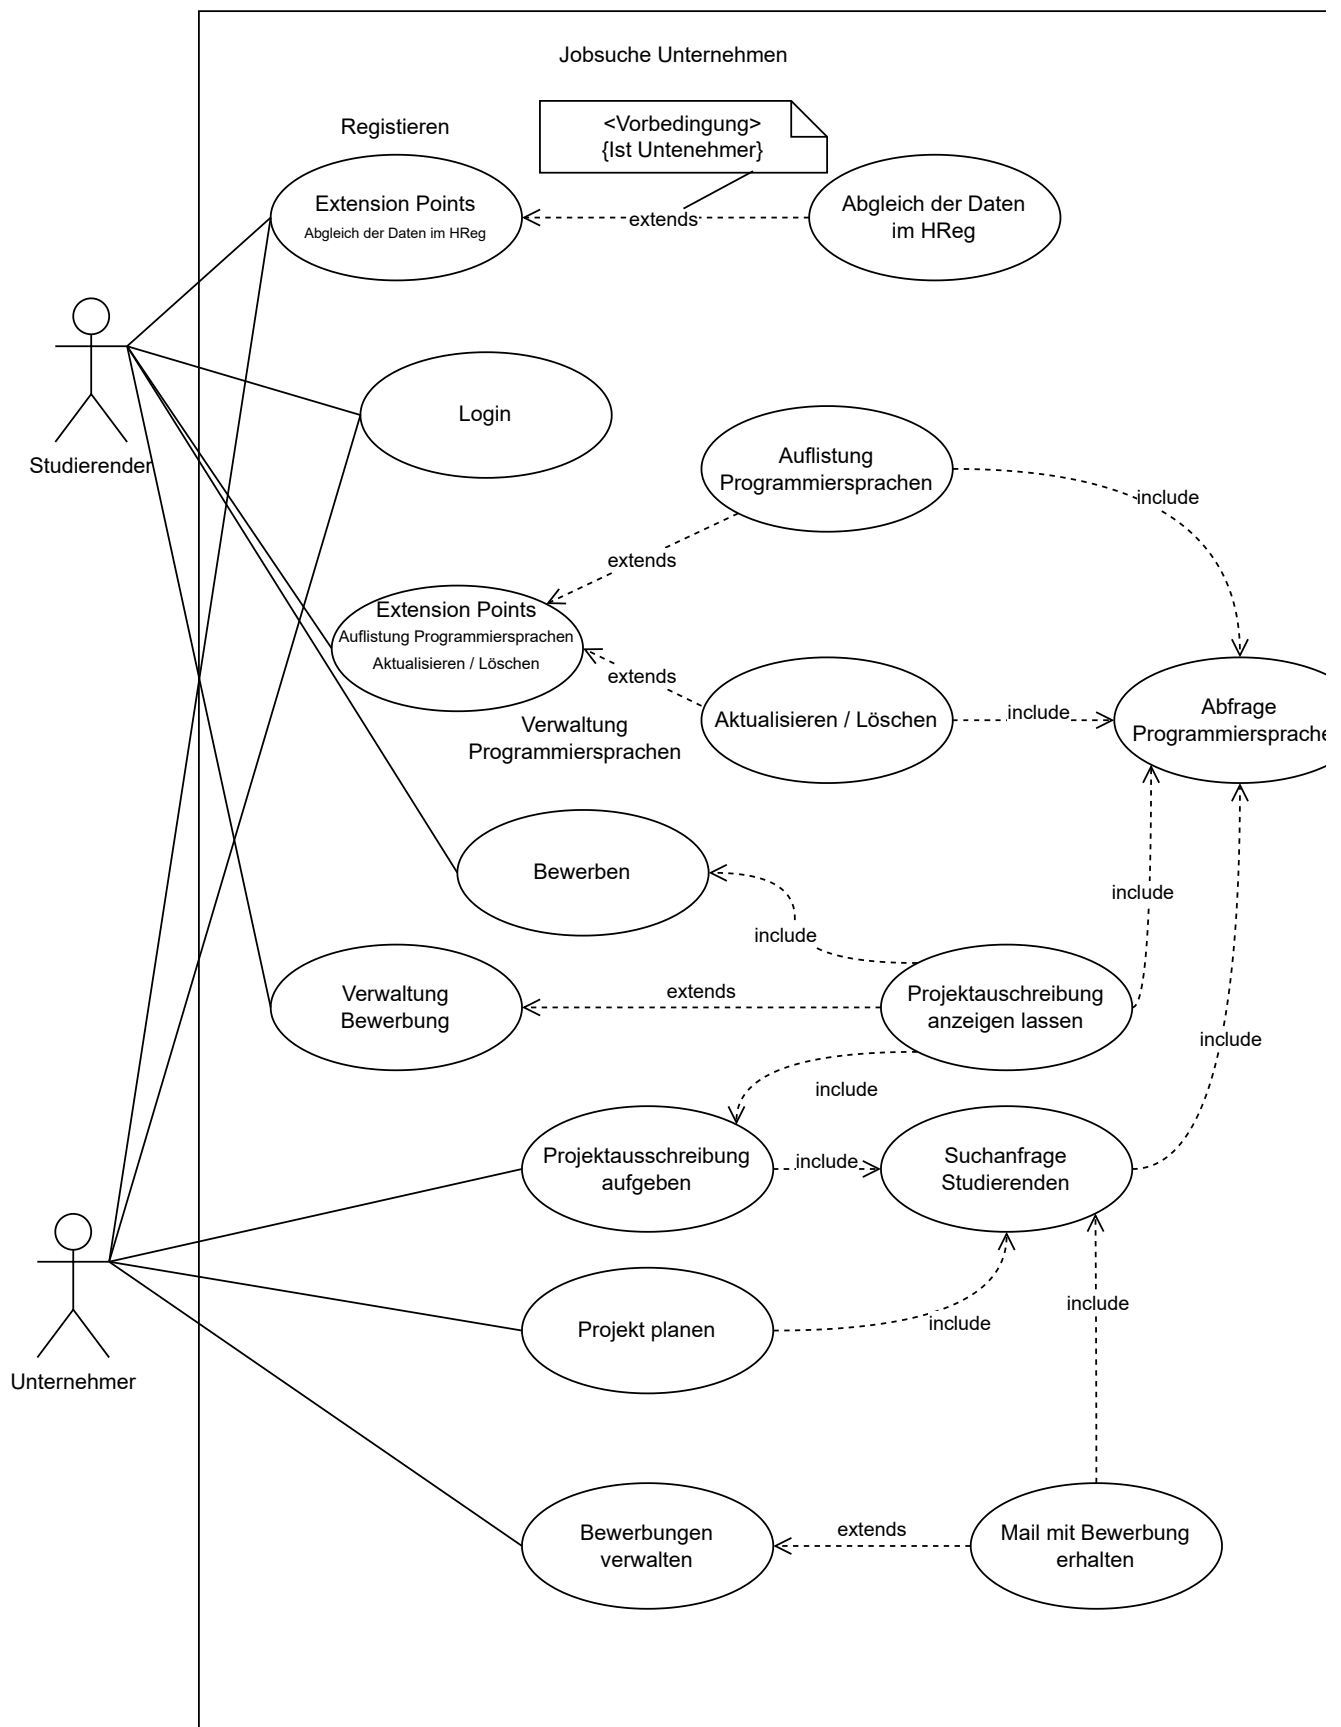 Jobsuche Unternehmen
Registieren
<Vorbedingung>
{Ist Untenehmer}
Extension Points
Abgleich der Daten im HReg
extends
Abgleich der Daten
im HReg
Studierender
Login
Auflistung
Programmiersprachen
include
extends
Extension Points
Auflistung Programmiersprachen
Aktualisieren / Löschen
extends
Verwaltung
Programmiersprachen
Aktualisieren / Löschen
include
Abfrage
Programmiersprache
Bewerben
include
include
Verwaltung
Bewerbung
extends
Projektauschreibung
anzeigen lassen
include
include
Projektausschreibung
aufgeben
include
Suchanfrage
Studierenden
Unternehmer
Projekt planen
include
include
Bewerbungen
verwalten
extends
Mail mit Bewerbung
erhalten